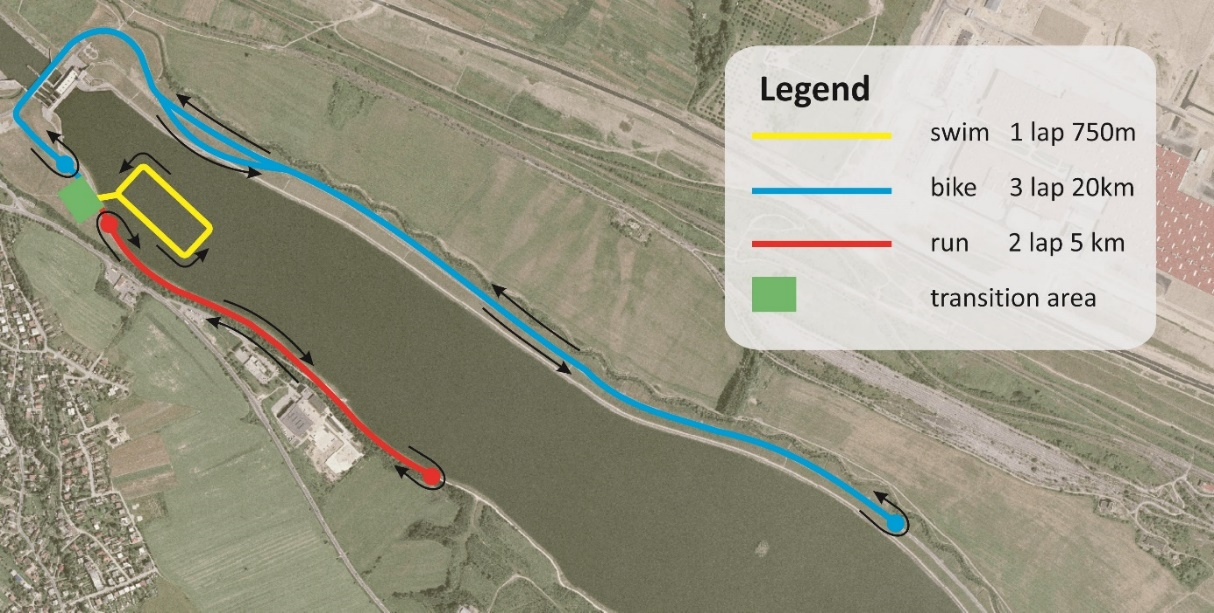 Legend
swim 1 lap 750m
bike 3 lap 20km
run 2 lap 5 km
transition area